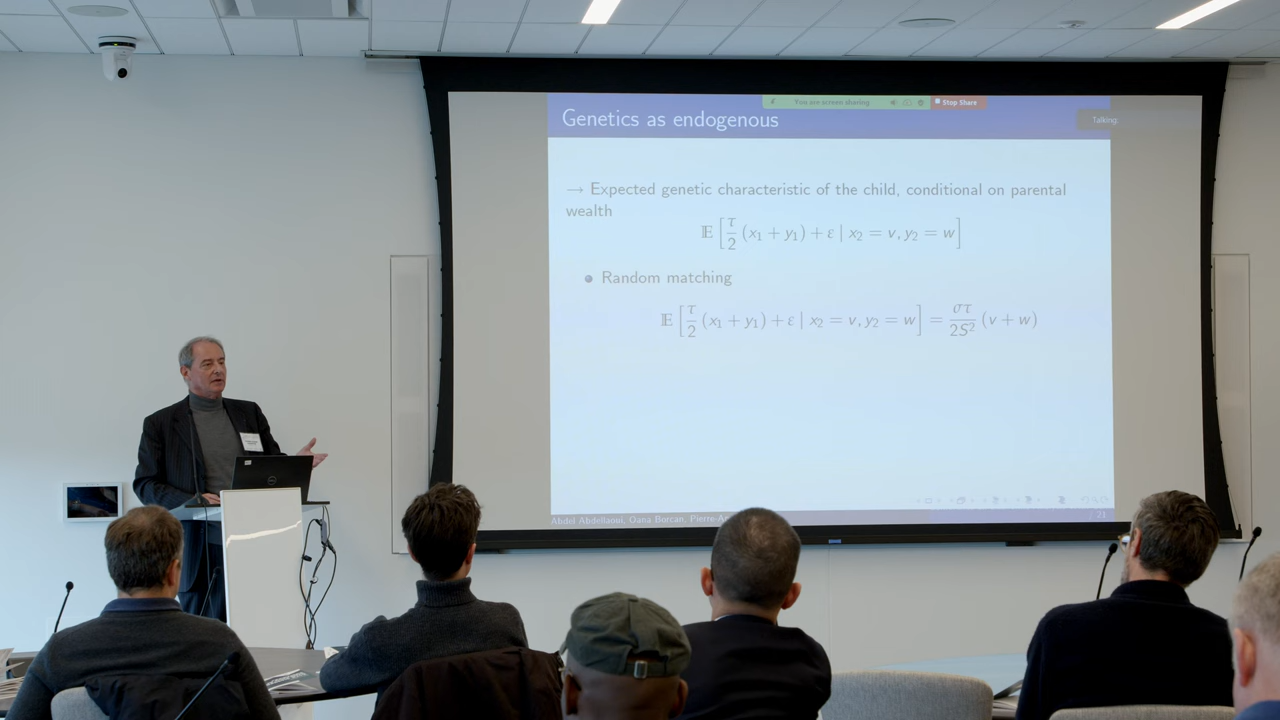 You are screen sharing
Stop Share
Genetics as endogenous
Talking:
→ Expected genetic characteristic of the child, conditional on parental
wealth
𝔼 [ τ/2 (x₁ + y₁) + ε | x₂ = v, y₂ = w ]
• Random matching
𝔼 [ τ/2 (x₁ + y₁) + ε | x₂ = v, y₂ = w ] = στ/2S² (v + w)
Abdel Abdellaoui, Oana Borcan, Pierre-A
/ 21